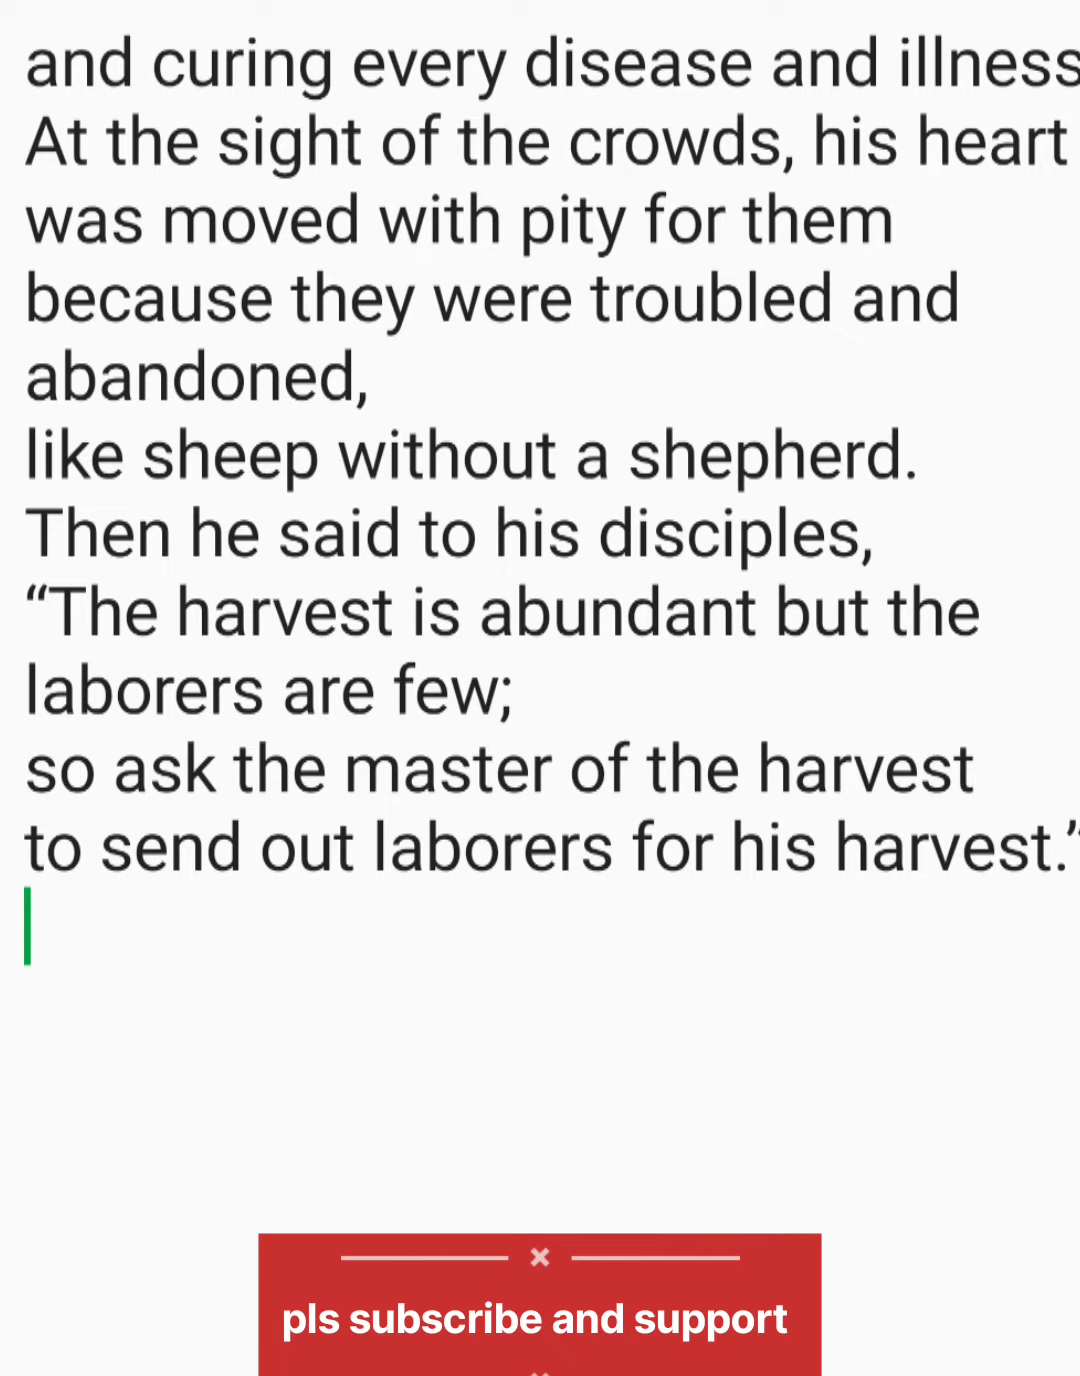 and curing every disease and illness
At the sight of the crowds, his heart
was moved with pity for them
because they were troubled and
abandoned,
like sheep without a shepherd.
Then he said to his disciples,
“The harvest is abundant but the
laborers are few;
so ask the master of the harvest
to send out laborers for his harvest.”
pls subscribe and support